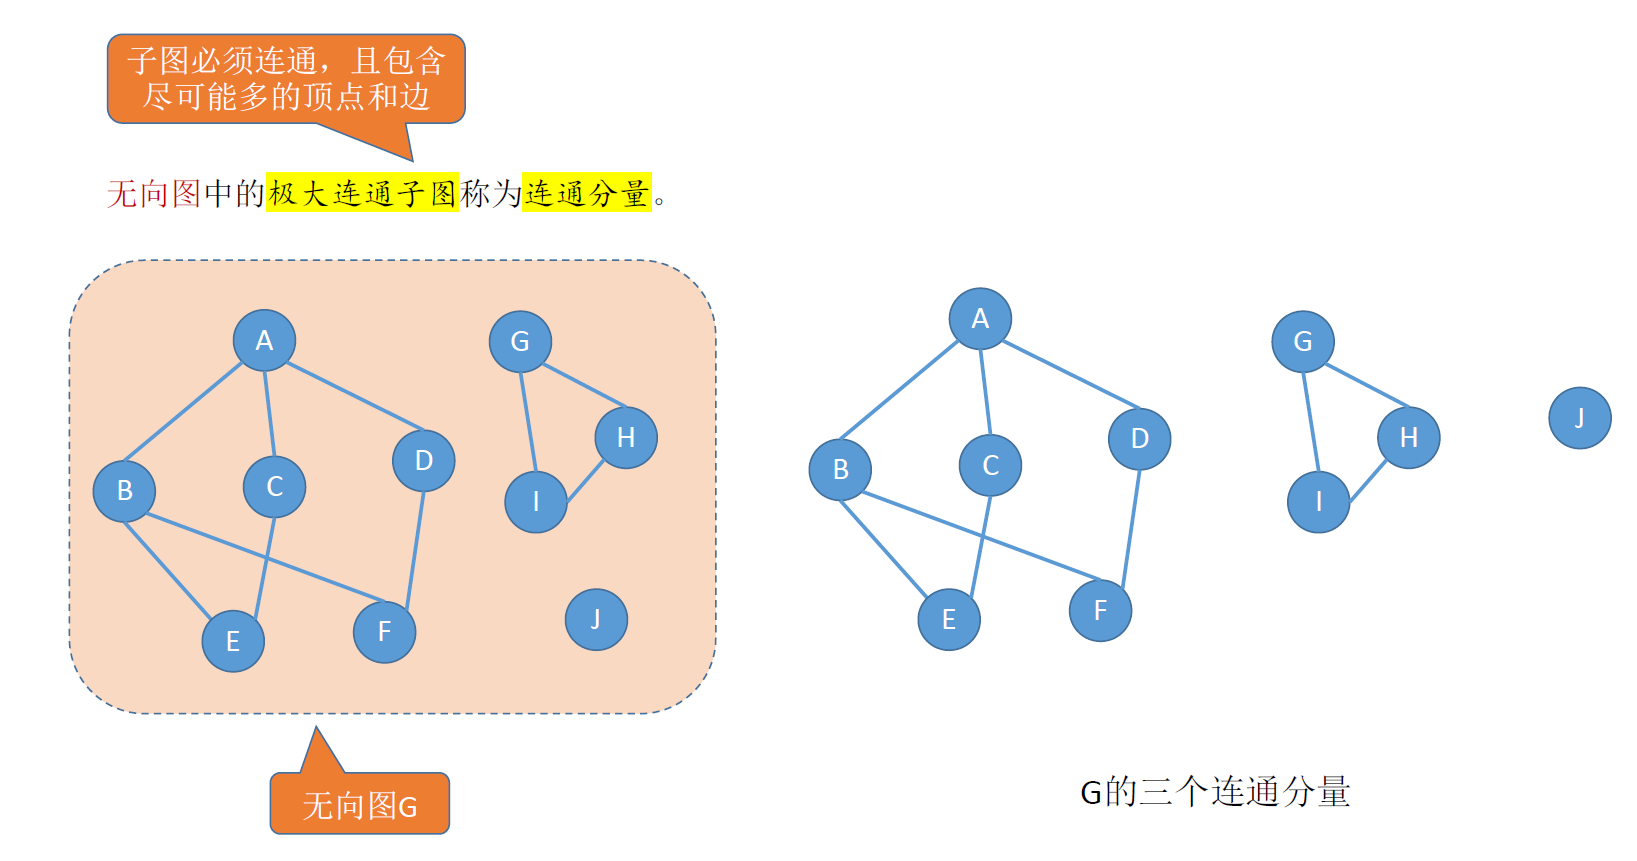 子图必须连通，且包含
尽可能多的顶点和边
无向图中的极大连通子图称为连通分量。
A
G
H
D
C
B
I
J
E
F
A
G
J
H
D
C
B
I
E
F
无向图G
G的三个连通分量